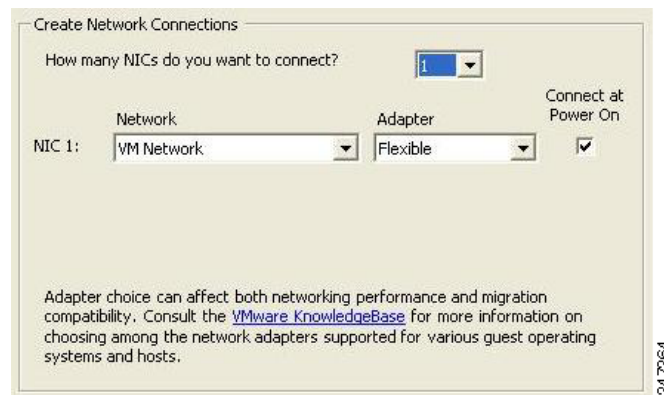 Create Network Connections
How many NICs do you want to connect?
1
Connect at
Power On
Network
Adapter
NIC 1:
VM Network
Flexible
Adapter choice can affect both networking performance and migration
compatibility. Consult the VMware KnowledgeBase for more information on
choosing among the network adapters supported for various guest operating
systems and hosts.